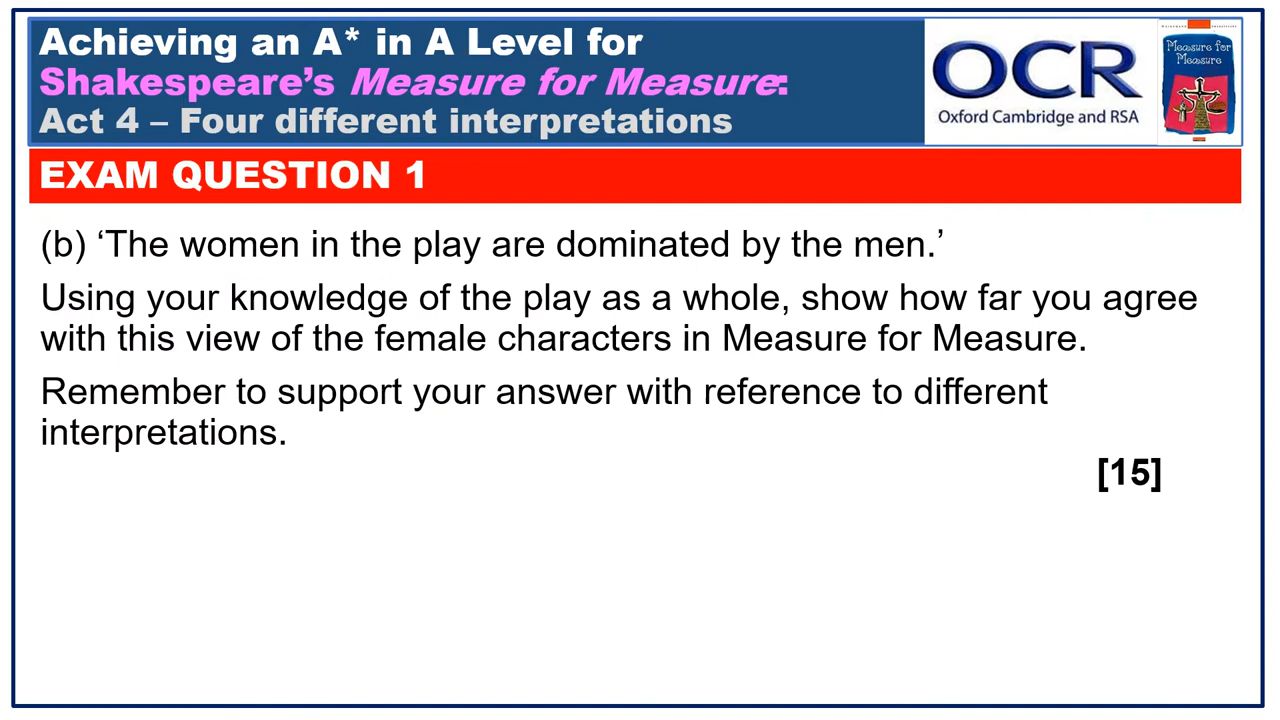 Achieving an A* in A Level for
Shakespeare's Measure for Measure:
Act 4 – Four different interpretations
OCR
Oxford Cambridge and RSA
Measure for
Measure
EXAM QUESTION 1
(b) ‘The women in the play are dominated by the men.’
Using your knowledge of the play as a whole, show how far you agree
with this view of the female characters in Measure for Measure.
Remember to support your answer with reference to different
interpretations.
[15]